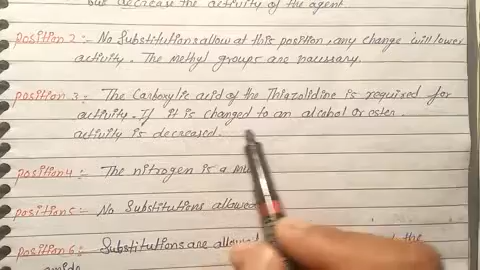 but decrease the activity of the agent
Position 2:- No Substitutions allow at this position, any change will lower
activity. The Methyl groups are necessary.
Position 3:- The Carboxylic acid of the Thiazolidine is required for
activity. If it is changed to an alcohol or ester.
activity is decreased.
Position 4:- The nitrogen is a
Position 5:- No Substitutions allowed
Position 6:- Substitutions are allowed the
amide